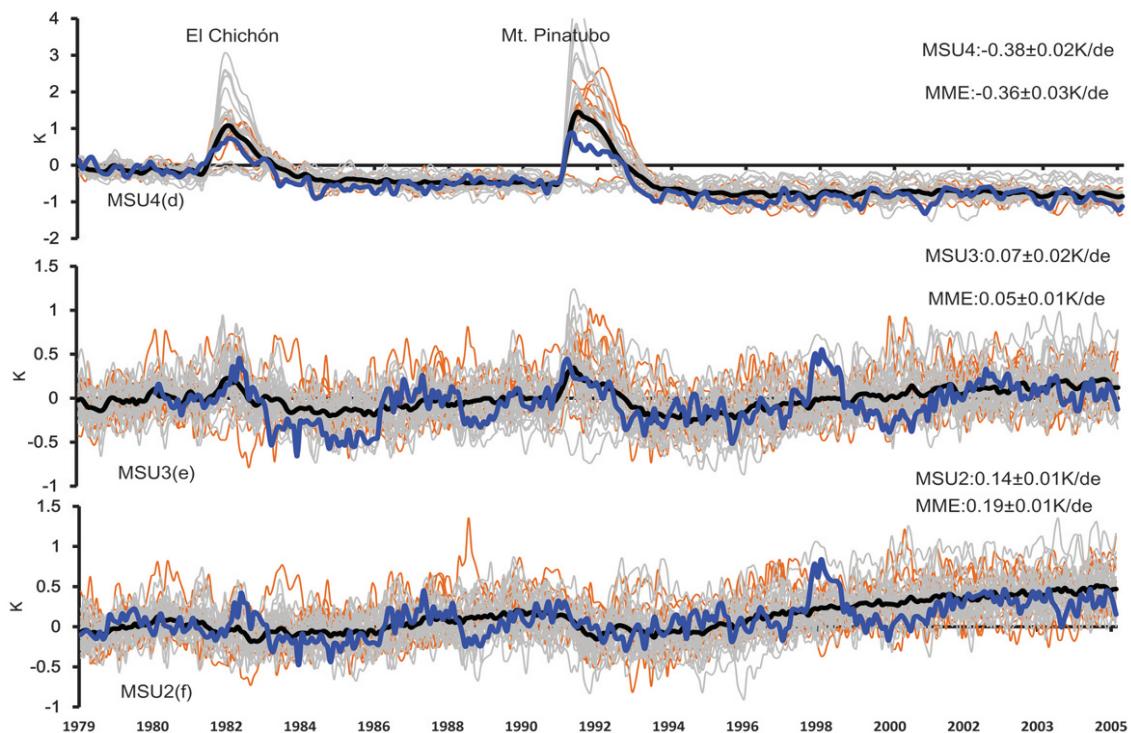 El Chichón
Mt. Pinatubo
MSU4:-0.38±0.02K/de
MME:-0.36±0.03K/de
4
3
2
1
0
-1
-2
K
MSU4(d)
MSU3:0.07±0.02K/de
MME:0.05±0.01K/de
1.5
1
0.5
0
-0.5
-1
K
MSU3(e)
MSU2:0.14±0.01K/de
MME:0.19±0.01K/de
1.5
1
0.5
0
-0.5
-1
K
MSU2(f)
1979 1980 1982 1984 1986 1988 1990 1992 1994 1996 1998 2000 2002 2003 2005